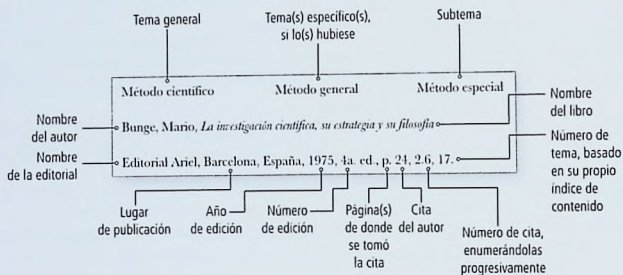 Tema general
Tema(s) específico(s),
si lo(s) hubiese
Subtema
Método científico Método general Método especial
Nombre
del autor
Bunge, Mario, La investigación científica, su estrategia y su filosofía
Nombre
del libro
Nombre
de la editorial
Editorial Ariel, Barcelona, España, 1975, 4a. ed., p. 24, 2.6, 17.
Número de
tema, basado
en su propio
índice de
contenido
Lugar
de publicación
Año
de edición
Número
de edición
Página(s)
de donde
se tomó
la cita
Cita
del autor
Número de cita,
enumerándolas
progresivamente